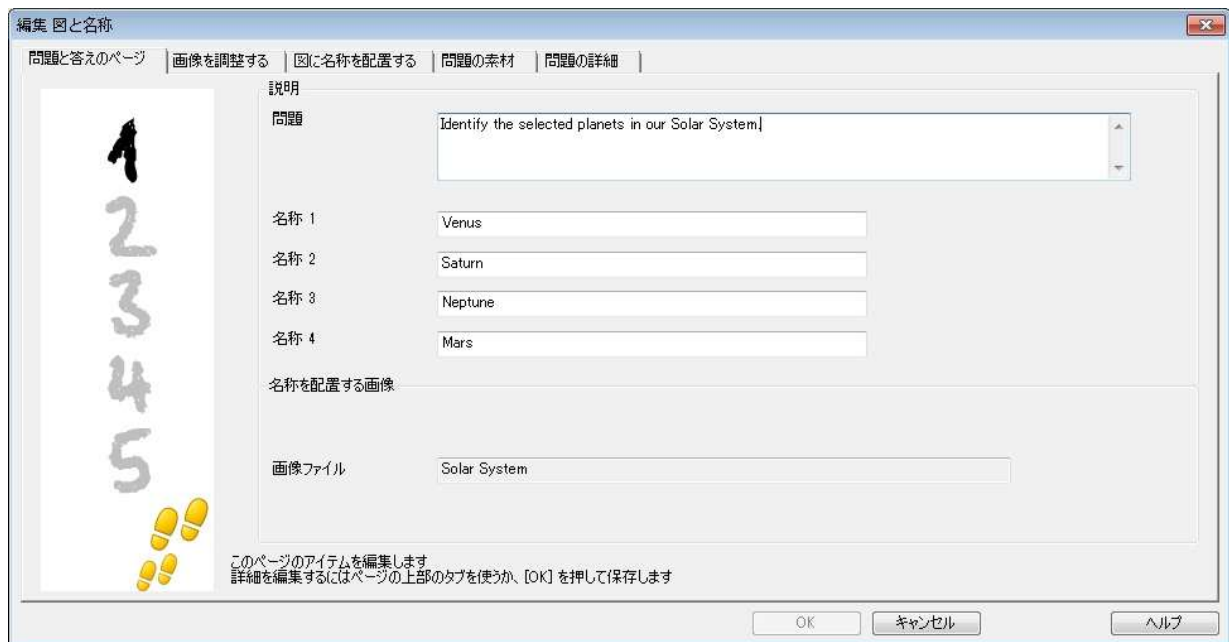 編集 図と名称
問題と答えのページ 画像を調整する 図に名称を配置する 問題の素材 問題の詳細
1
2
3
4
5
説明
問題 Identify the selected planets in our Solar System.
名称 1 Venus
名称 2 Saturn
名称 3 Neptune
名称 4 Mars
名称を配置する画像
画像ファイル Solar System
このページのアイテムを編集します
詳細を編集するにはページの上部のタブを使うか、[OK] を押して保存します
OK キャンセル ヘルプ